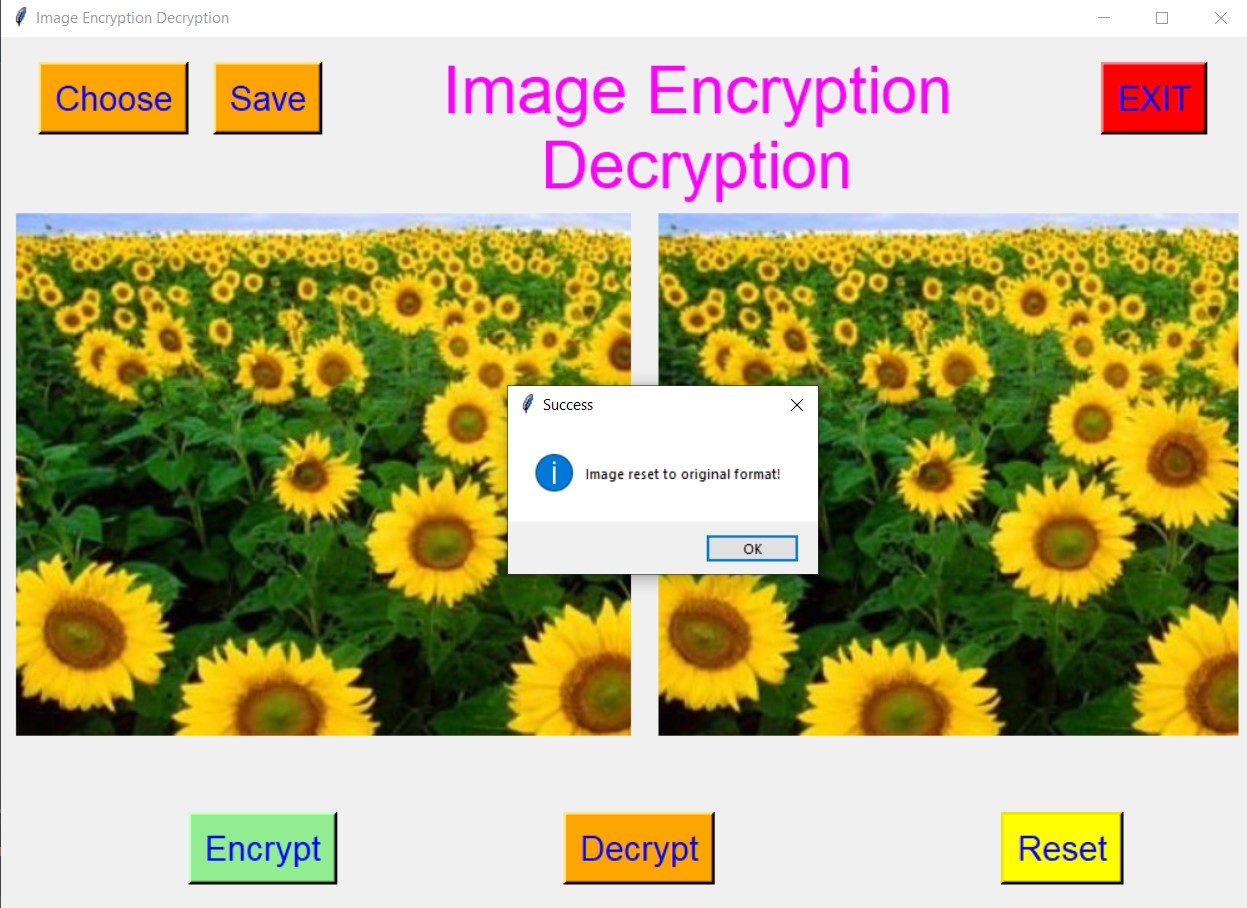 Image Encryption Decryption
Choose
Save
Image Encryption
Decryption
EXIT
Success
Image reset to original format!
OK
Encrypt
Decrypt
Reset